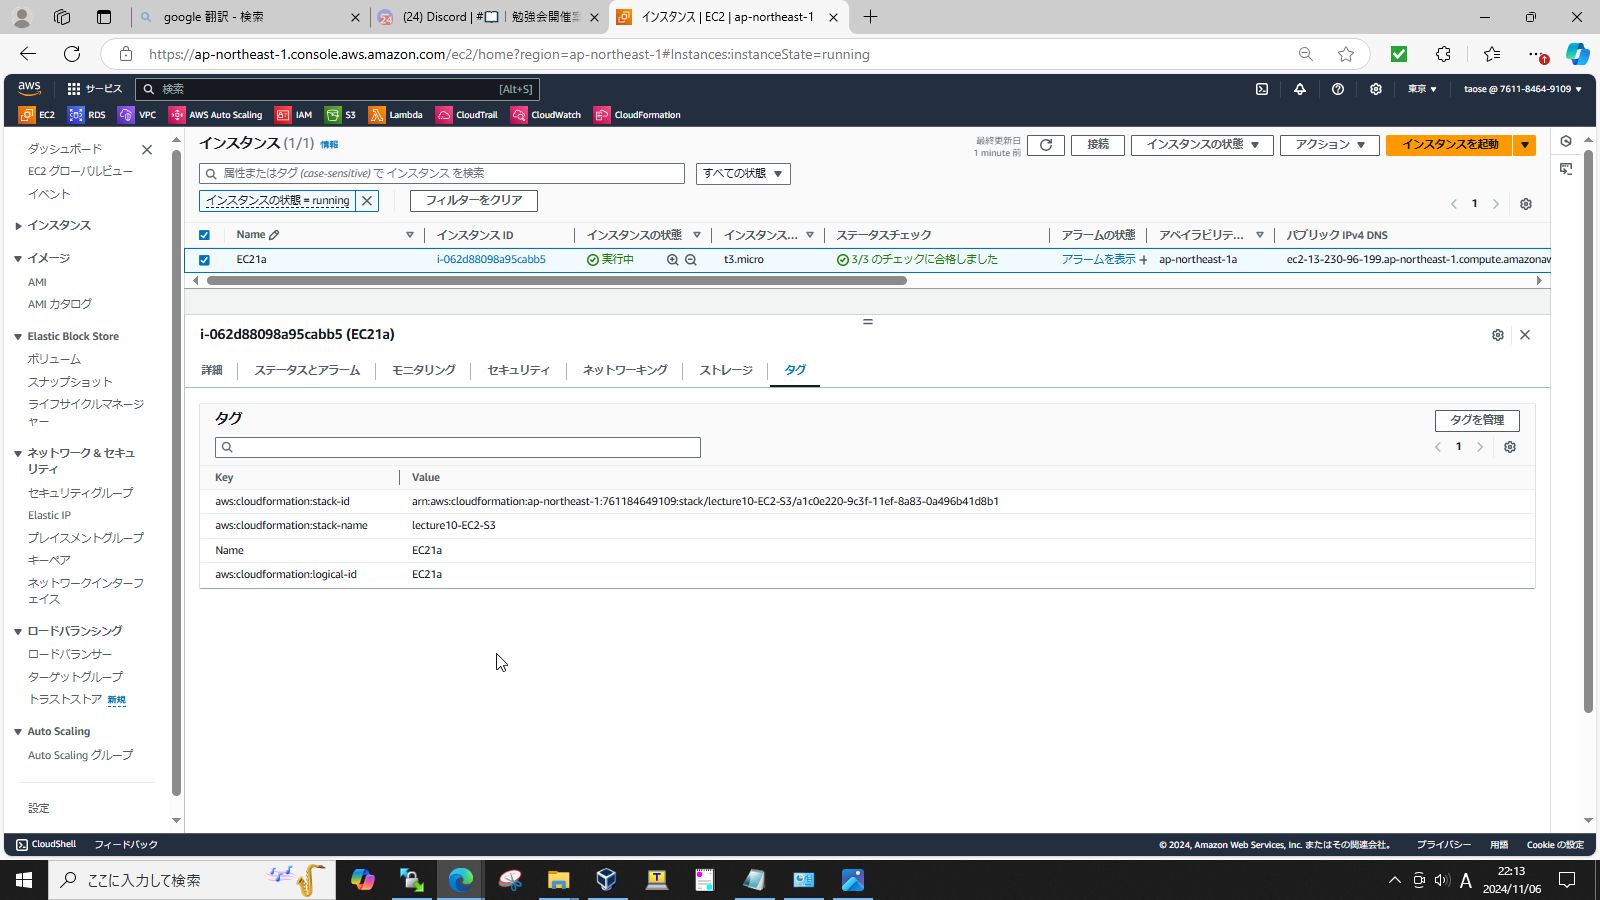 google 翻訳 - 検索
(24) Discord | #📖｜勉強会開催案
インスタンス | EC2 | ap-northeast-1
https://ap-northeast-1.console.aws.amazon.com/ec2/home?region=ap-northeast-1#Instances:instanceState=running
aws
サービス
検索
[Alt+S]
東京
taose @ 7611-8464-9109
EC2
RDS
VPC
AWS Auto Scaling
IAM
S3
Lambda
CloudTrail
CloudWatch
CloudFormation
ダッシュボード
EC2 グローバルビュー
イベント
インスタンス
イメージ
AMI
AMI カタログ
Elastic Block Store
ボリューム
スナップショット
ライフサイクルマネージ
ャー
ネットワーク & セキュ
リティ
セキュリティグループ
Elastic IP
プレイスメントグループ
キーペア
ネットワークインターフ
ェイス
ロードバランシング
ロードバランサー
ターゲットグループ
トラストストア 新規
Auto Scaling
Auto Scaling グループ
設定
インスタンス (1/1) 情報
最終更新日
1 minute 前
接続
インスタンスの状態
アクション
インスタンスを起動
属性またはタグ (case-sensitive) で インスタンス を検索
すべての状態
インスタンスの状態 = running
フィルターをクリア
1
Name
インスタンス ID
インスタンスの状態
インスタンス...
ステータスチェック
アラームの状態
アベイラビリテ...
パブリック IPv4 DNS
EC21a
i-062d88098a95cabb5
実行中
t3.micro
3/3 のチェックに合格しました
アラームを表示
ap-northeast-1a
ec2-13-230-96-199.ap-northeast-1.compute.amazonaw
i-062d88098a95cabb5 (EC21a)
詳細
ステータスとアラーム
モニタリング
セキュリティ
ネットワーキング
ストレージ
タグ
タグ
タグを管理
1
Key
Value
aws:cloudformation:stack-id
arn:aws:cloudformation:ap-northeast-1:761184649109:stack/lecture10-EC2-S3/a1c0e220-9c3f-11ef-8a83-0a496b41d8b1
aws:cloudformation:stack-name
lecture10-EC2-S3
Name
EC21a
aws:cloudformation:logical-id
EC21a
CloudShell
フィードバック
© 2024, Amazon Web Services, Inc. またはその関連会社。
プライバシー
用語
Cookie の設定
ここに入力して検索
A
22:13
2024/11/06